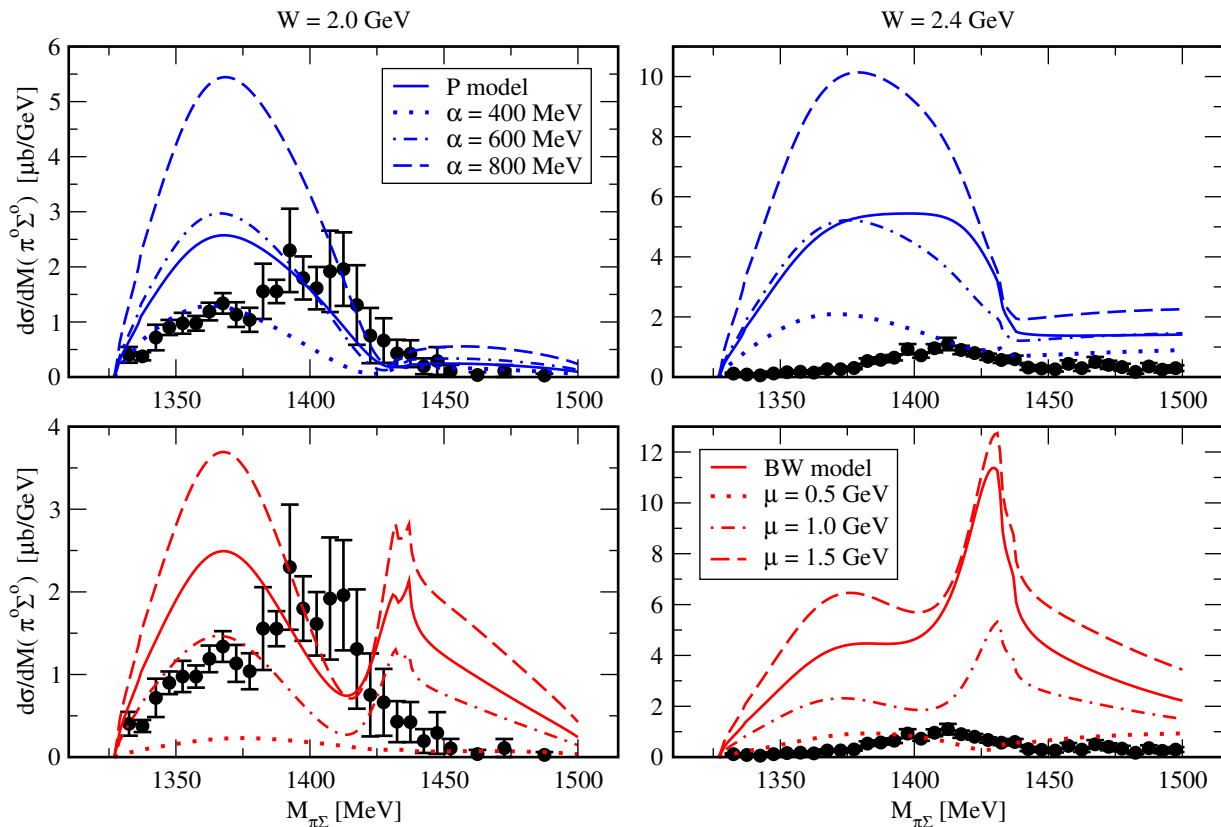 W = 2.0 GeV
W = 2.4 GeV
6
5
4
3
2
1
0
dσ/dM( π⁰Σ⁰ ) [μb/GeV]
P model
α = 400 MeV
α = 600 MeV
α = 800 MeV
1350
1400
1450
1500
10
8
6
4
2
0
1350
1400
1450
1500
4
3
2
1
0
dσ/dM( π⁰Σ⁰ ) [μb/GeV]
1350
1400
1450
1500
M_πΣ [MeV]
12
10
8
6
4
2
0
BW model
μ = 0.5 GeV
μ = 1.0 GeV
μ = 1.5 GeV
1350
1400
1450
1500
M_πΣ [MeV]